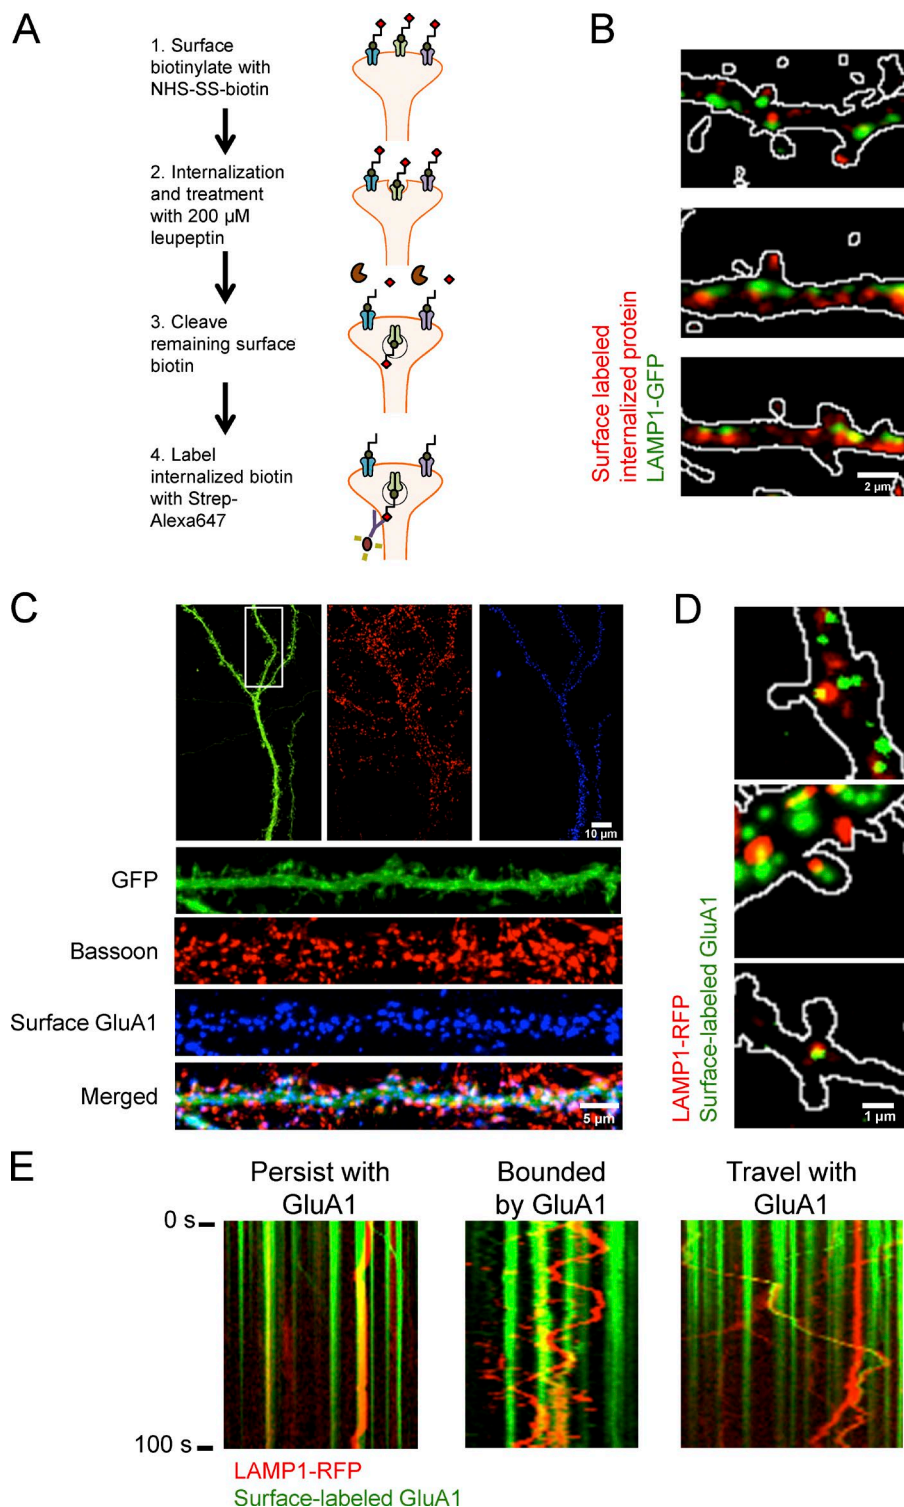 A
1. Surface
biotinylate with
NHS-SS-biotin
2. Internalization
and treatment
with 200 µM
leupeptin
3. Cleave
remaining surface
biotin
4. Label
internalized biotin
with Strep-
Alexa647
B
Surface labeled
internalized protein
LAMP1-GFP
2 µm
C
10 µm
GFP
Bassoon
Surface GluA1
Merged
5 µm
D
LAMP1-RFP
Surface-labeled GluA1
1 µm
E
Persist with
GluA1
Bounded
by GluA1
Travel with
GluA1
0 s
100 s
LAMP1-RFP
Surface-labeled GluA1